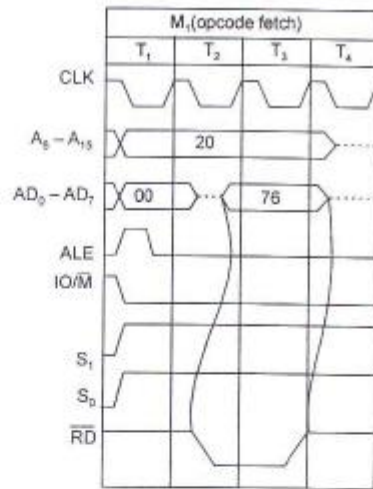 M₁(opcode fetch)
T₁ T₂ T₃ T₄
CLK
A₈ – A₁₅ 20
AD₀ – AD₇ 00 76
ALE
IO/M̅
S₁
S₀
R̅D̅